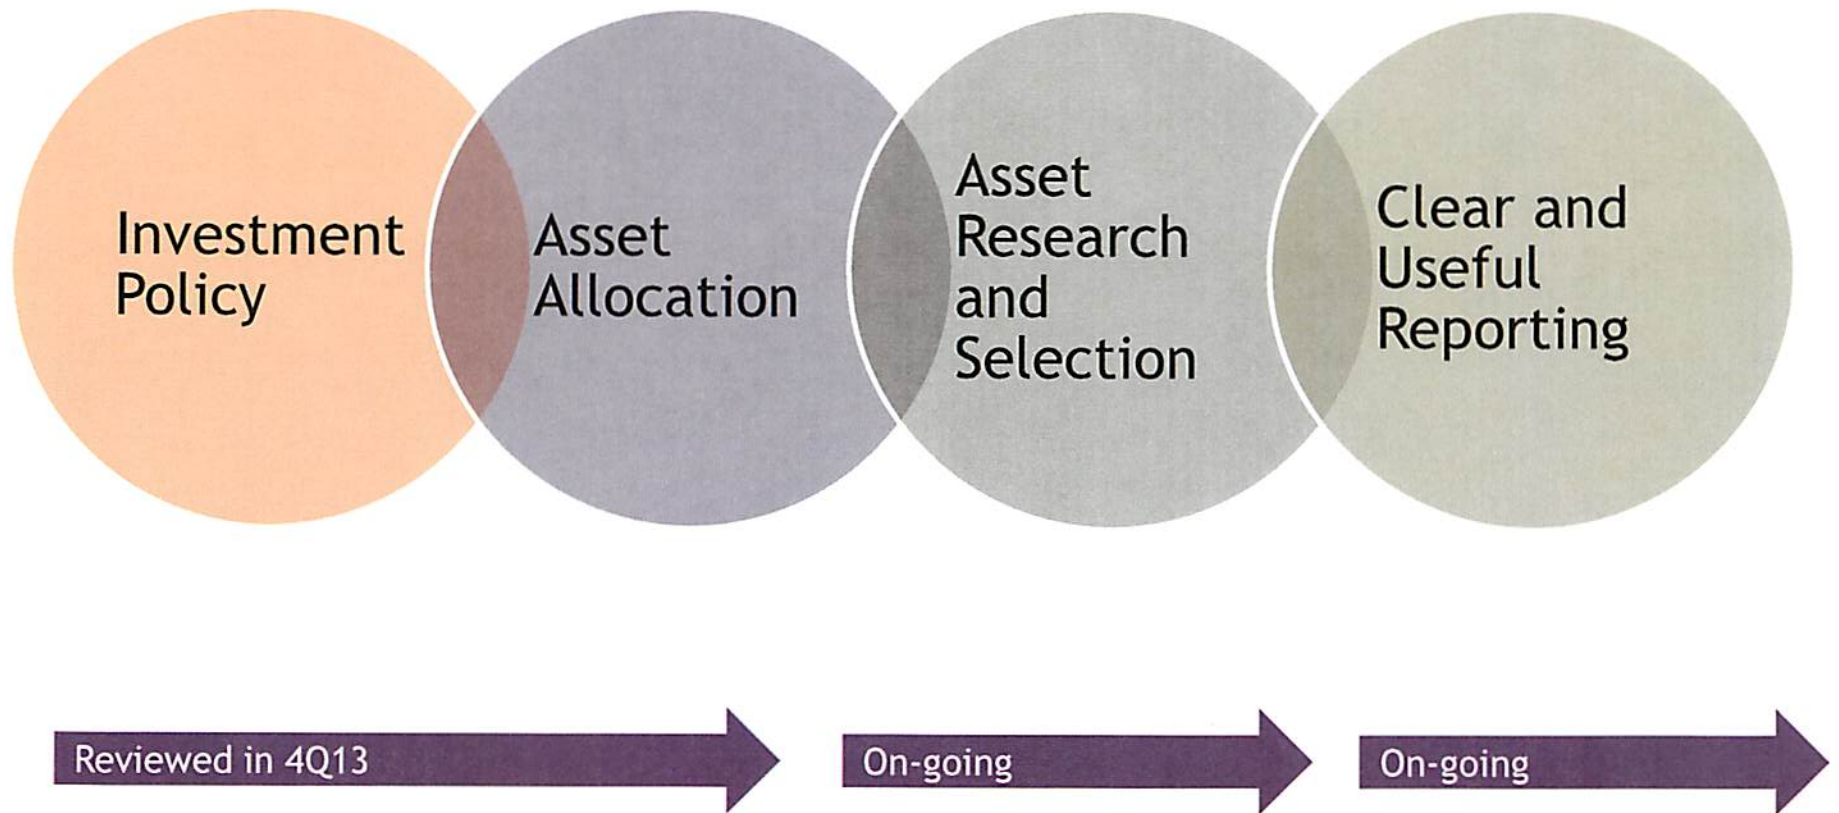 Investment
Policy
Asset
Allocation
Asset
Research
and
Selection
Clear and
Useful
Reporting
Reviewed in 4Q13
On-going
On-going